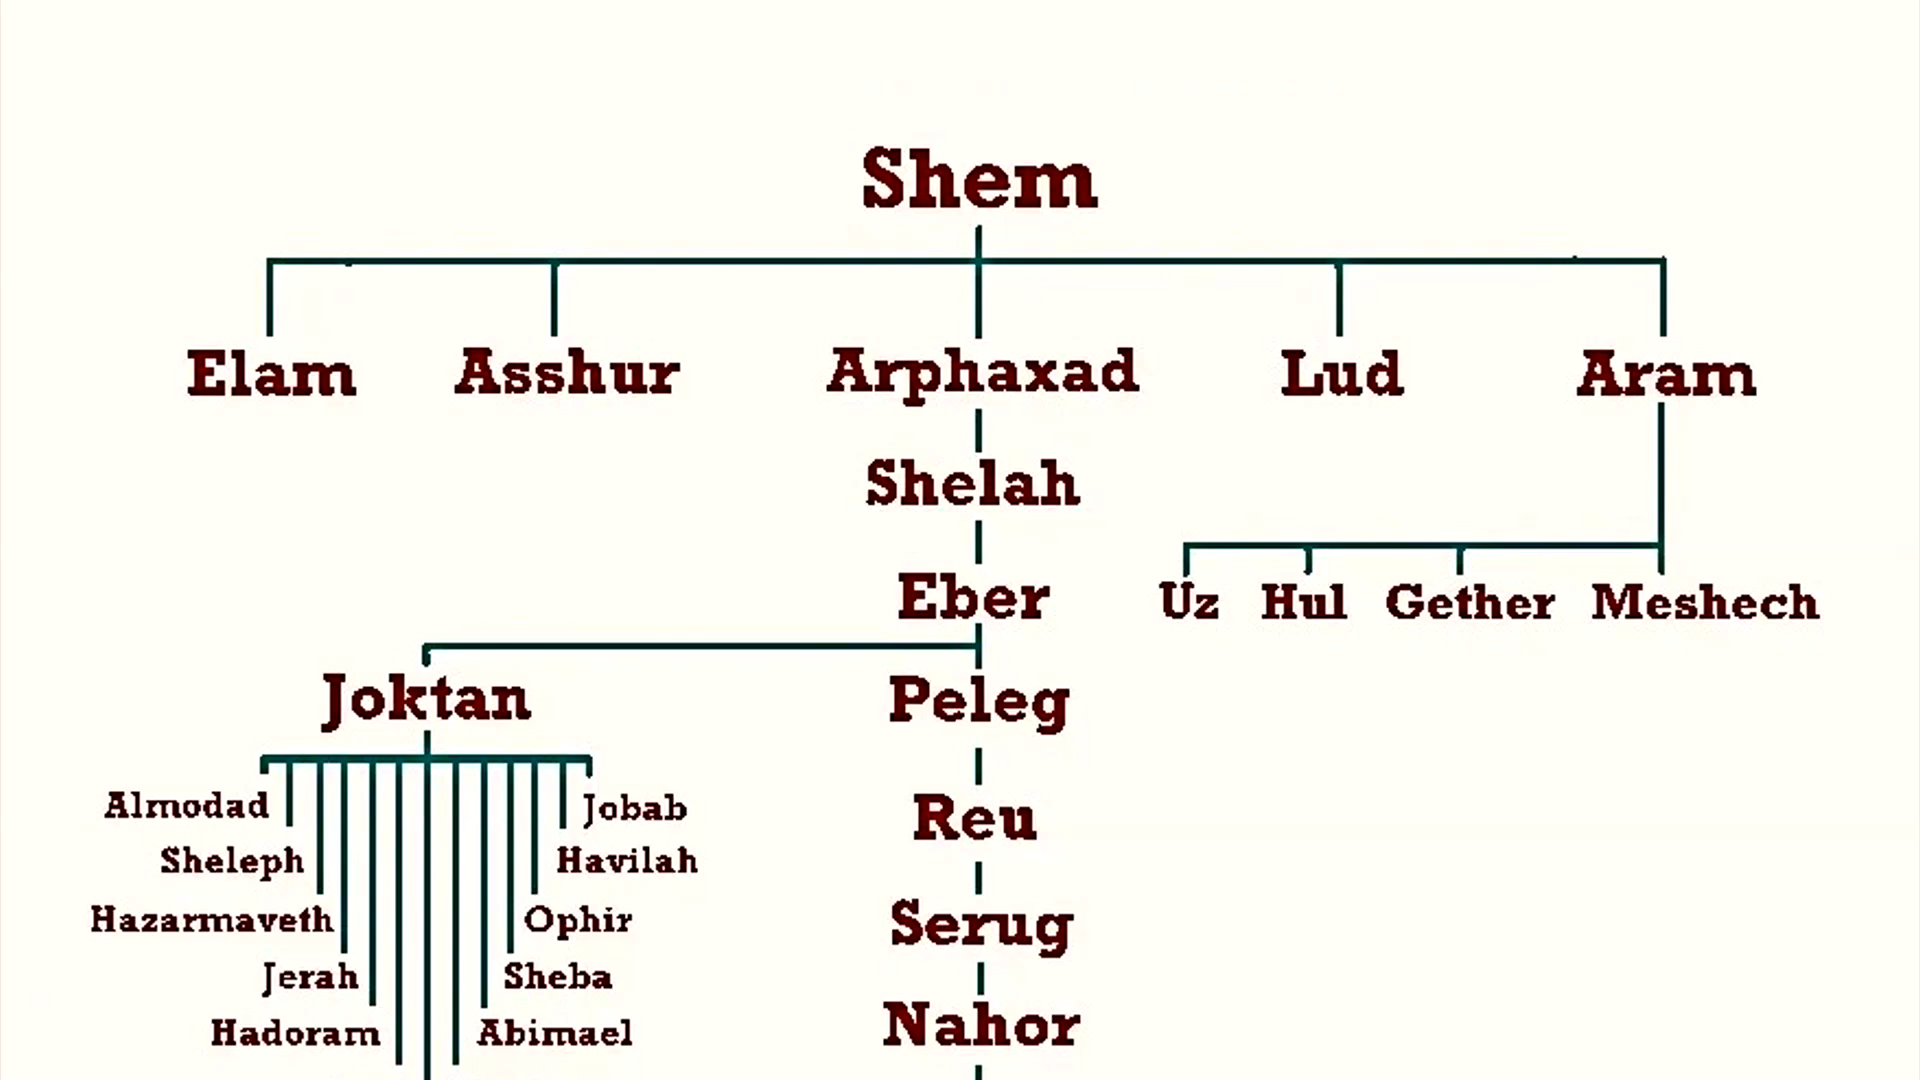 Shem
Elam Asshur Arphaxad Lud Aram
Shelah
Eber Uz Hul Gether Meshech
Joktan Peleg
Almodad Jobab Reu
Sheleph Havilah
Hazarmaveth Ophir Serug
Jerah Sheba
Hadoram Abimael Nahor